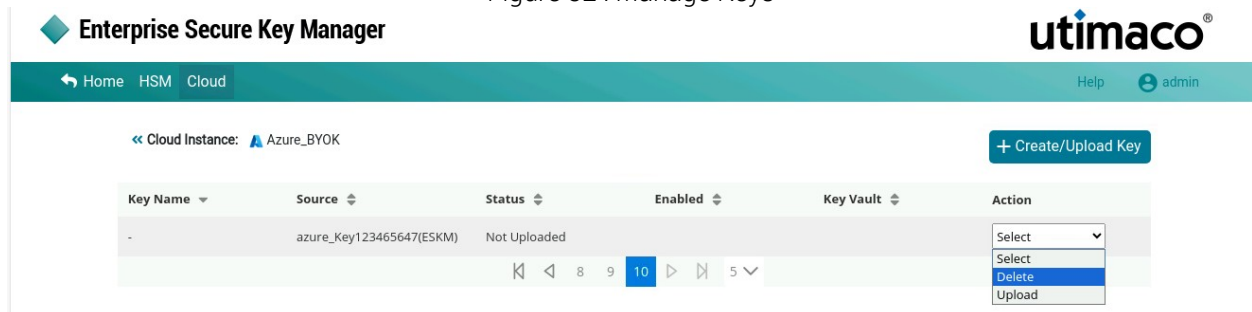 Enterprise Secure Key Manager
utimaco®
Home HSM Cloud
Help admin
« Cloud Instance: Azure_BYOK
+ Create/Upload Key
Key Name Source Status Enabled Key Vault Action
- azure_Key123465647(ESKM) Not Uploaded Select
8 9 10 5
Select
Delete
Upload